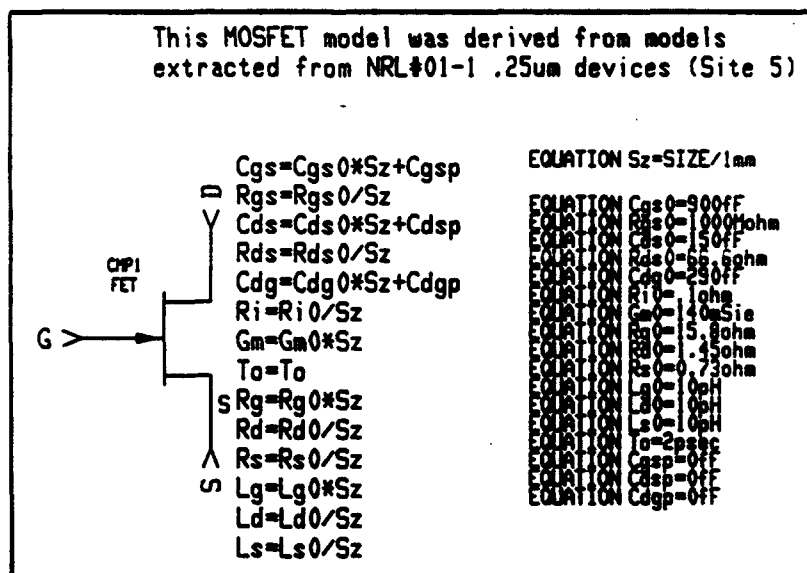 This MOSFET model was derived from models
extracted from NRL#01-1 .25um devices (Site 5)
D
CMP1
FET
G
S
S
Cgs=Cgs0*Sz+Cgsp
Rgs=Rgs0/Sz
Cds=Cds0*Sz+Cdsp
Rds=Rds0/Sz
Cdg=Cdg0*Sz+Cdgp
Ri=Ri0/Sz
Gm=Gm0*Sz
To=To
Rg=Rg0*Sz
Rd=Rd0/Sz
Rs=Rs0/Sz
Lg=Lg0*Sz
Ld=Ld0/Sz
Ls=Ls0/Sz
EQUATION Sz=SIZE/1mm
EQUATION Cgs0=900fF
EQUATION Rgs0=1000Mohm
EQUATION Cds0=150fF
EQUATION Rds0=66.6ohm
EQUATION Cdg0=290fF
EQUATION Ri0=.1ohm
EQUATION Gm0=140mSie
EQUATION Rg0=15.8ohm
EQUATION Rd0=1.45ohm
EQUATION Rs0=0.73ohm
EQUATION Lg0=10pH
EQUATION Ld0=10pH
EQUATION Ls0=10pH
EQUATION To=2psec
EQUATION Cgsp=0fF
EQUATION Cdsp=0fF
EQUATION Cdgp=0fF